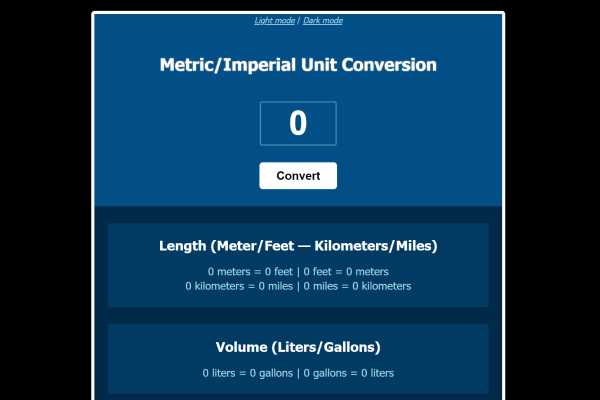 Light mode / Dark mode
Metric/Imperial Unit Conversion
0
Convert
Length (Meter/Feet — Kilometers/Miles)
0 meters = 0 feet | 0 feet = 0 meters
0 kilometers = 0 miles | 0 miles = 0 kilometers
Volume (Liters/Gallons)
0 liters = 0 gallons | 0 gallons = 0 liters